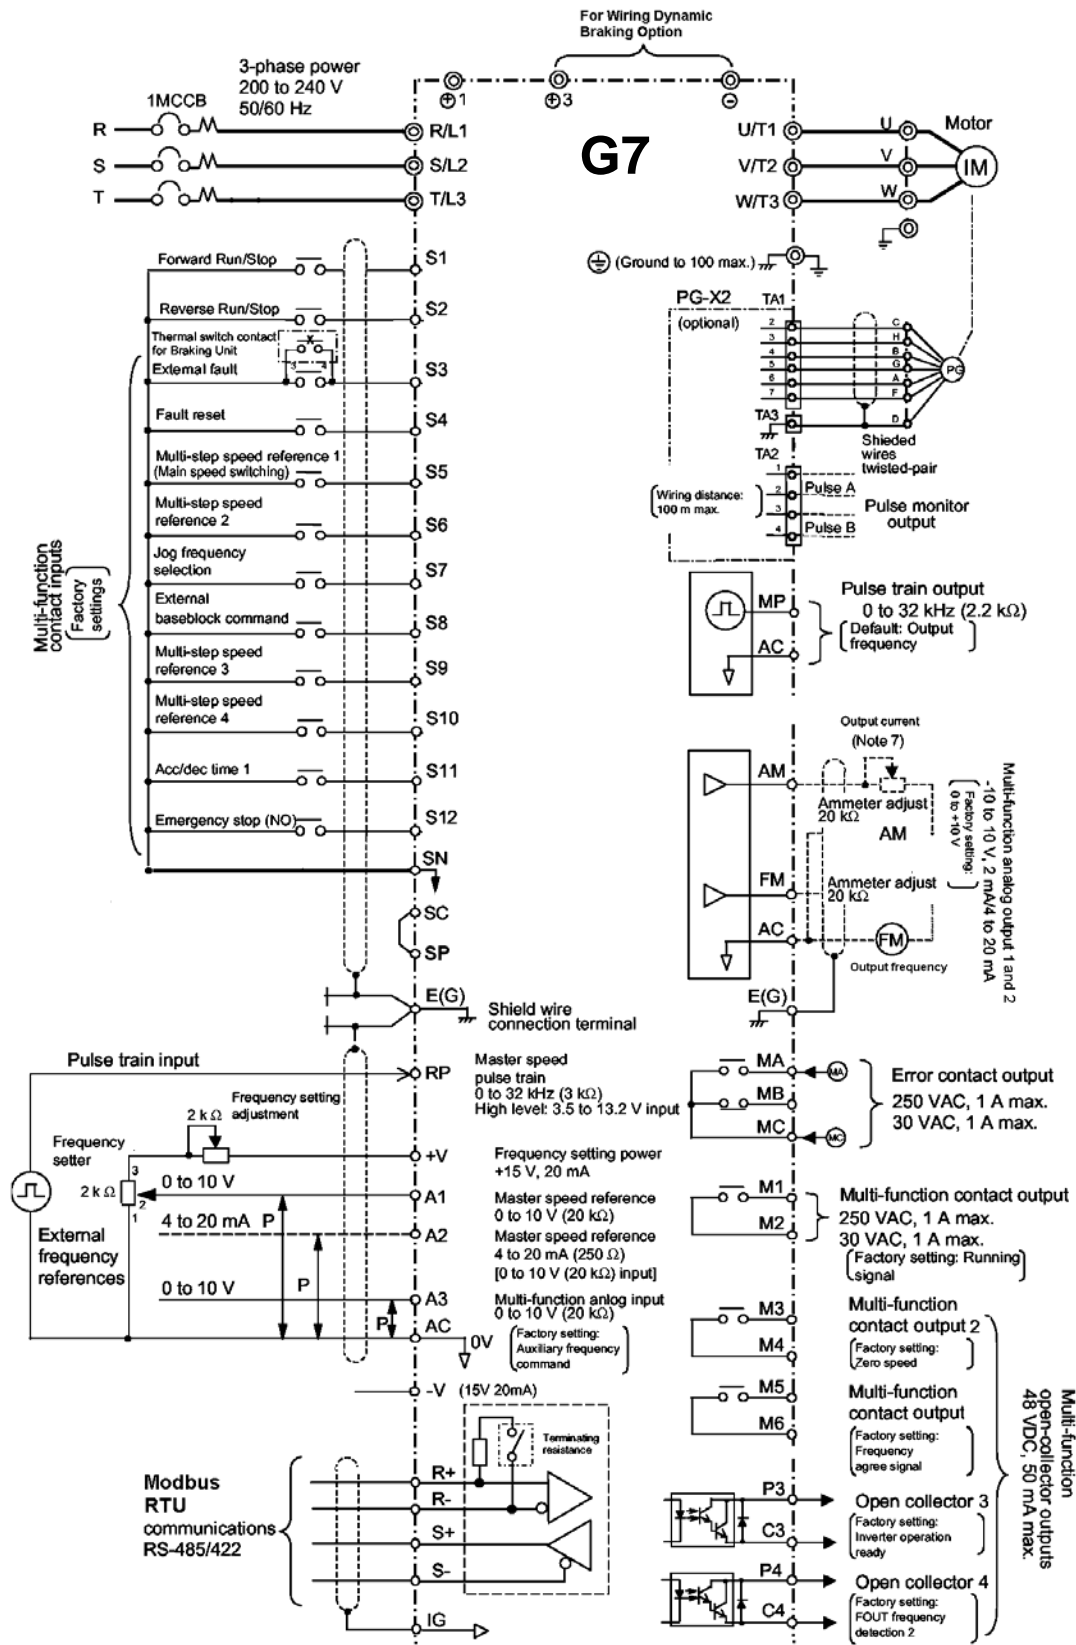 For Wiring Dynamic
Braking Option
3-phase power
200 to 240 V
50/60 Hz
1MCCB
⊕1
⊕3
⊖
G7
R
R/L1
S
S/L2
T
T/L3
U/T1
U
Motor
V/T2
V
IM
W/T3
W
(Ground to 100 max.)
Forward Run/Stop
S1
Reverse Run/Stop
S2
Thermal switch contact
for Braking Unit
X
3 4
External fault
S3
Fault reset
S4
Multi-step speed reference 1
(Main speed switching)
S5
Multi-step speed
reference 2
S6
Jog frequency
selection
S7
External
baseblock command
S8
Multi-step speed
reference 3
S9
Multi-step speed
reference 4
S10
Acc/dec time 1
S11
Emergency stop (NO)
S12
SN
SC
SP
E(G)
Multi-function
contact inputs
Factory
settings
Shield wire
connection terminal
PG-X2
(optional)
TA1
2
3
4
5
6
7
C
H
B
G
A
F
D
PG
TA3
Shieded
wires
twisted-pair
TA2
1
2
3
4
Pulse A
Pulse B
Wiring distance:
100 m max.
Pulse monitor
output
MP
AC
Pulse train output
0 to 32 kHz (2.2 kΩ)
Default: Output
frequency
Output current
(Note 7)
AM
Ammeter adjust
20 kΩ
AM
FM
Ammeter adjust
20 kΩ
AC
FM
Output frequency
E(G)
Multi-function analog output 1 and 2
-10 to 10 V, 2 mA/4 to 20 mA
Factory setting:
0 to +10 V
Pulse train input
RP
Master speed
pulse train
0 to 32 kHz (3 kΩ)
High level: 3.5 to 13.2 V input
Frequency setting
adjustment
2 k Ω
Frequency
setter
+V
Frequency setting power
+15 V, 20 mA
3
2 k Ω
2
1
0 to 10 V
A1
Master speed reference
0 to 10 V (20 kΩ)
External
frequency
references
4 to 20 mA
P
A2
Master speed reference
4 to 20 mA (250 Ω)
[0 to 10 V (20 kΩ) input]
P
0 to 10 V
A3
Multi-function anlog input
0 to 10 V (20 kΩ)
P
AC
0V
Factory setting:
Auxiliary frequency
command
-V
(15V 20mA)
Modbus
RTU
communications
RS-485/422
R+
R-
S+
S-
IG
Terminating
resistance
MA
MB
MC
MA
MC
Error contact output
250 VAC, 1 A max.
30 VAC, 1 A max.
M1
M2
Multi-function contact output
250 VAC, 1 A max.
30 VAC, 1 A max.
Factory setting: Running
signal
M3
M4
Multi-function
contact output 2
Factory setting:
Zero speed
M5
M6
Multi-function
contact output
Factory setting:
Frequency
agree signal
P3
C3
Open collector 3
Factory setting:
Inverter operation
ready
P4
C4
Open collector 4
Factory setting:
FOUT frequency
detection 2
Multi-function
open-collector outputs
48 VDC, 50 mA max.